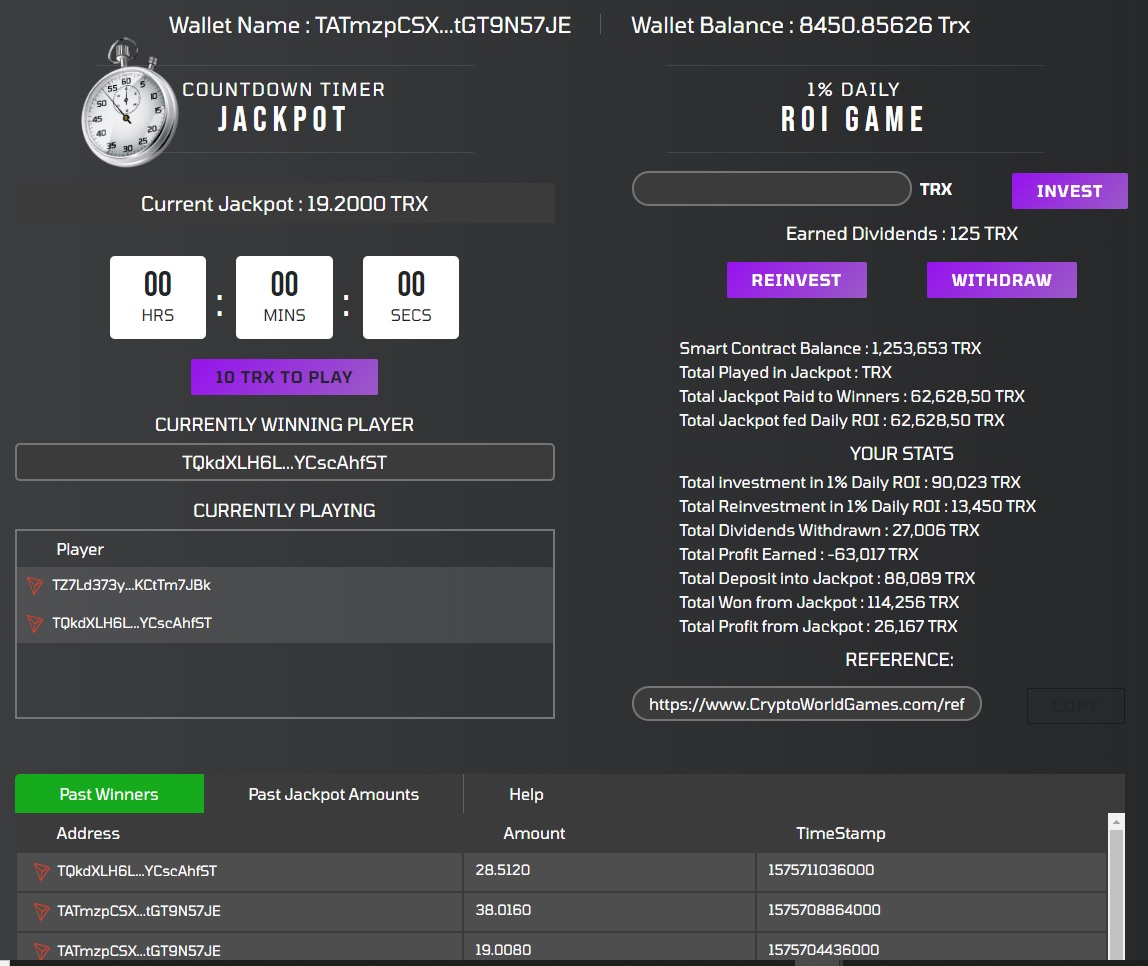 Wallet Name : TATmzpCSX...tGT9N57JE
Wallet Balance : 8450.85626 Trx
60
5
10
15
20
25
30
35
40
45
50
55
COUNTDOWN TIMER
JACKPOT
Current Jackpot : 19.2000 TRX
00 : 00 : 00
HRS MINS SECS
10 TRX TO PLAY
CURRENTLY WINNING PLAYER
TQkdXLH6L...YCscAhfST
CURRENTLY PLAYING
Player
TZ7Ld373y...KCtTm7JBk
TQkdXLH6L...YCscAhfST
1% DAILY
ROI GAME
TRX INVEST
Earned Dividends : 125 TRX
REINVEST WITHDRAW
Smart Contract Balance : 1,253,653 TRX
Total Played in Jackpot : TRX
Total Jackpot Paid to Winners : 62,628,50 TRX
Total Jackpot fed Daily ROI : 62,628,50 TRX
YOUR STATS
Total investment in 1% Daily ROI : 90,023 TRX
Total Reinvestment in 1% Daily ROI : 13,450 TRX
Total Dividends Withdrawn : 27,006 TRX
Total Profit Earned : -63,017 TRX
Total Deposit into Jackpot : 88,089 TRX
Total Won from Jackpot : 114,256 TRX
Total Profit from Jackpot : 26,167 TRX
REFERENCE:
https://www.CryptoWorldGames.com/ref COPY
Past Winners Past Jackpot Amounts Help
Address Amount TimeStamp
TQkdXLH6L...YCscAhfST 28.5120 1575711036000
TATmzpCSX...tGT9N57JE 38.0160 1575708864000
TATmzpCSX...tGT9N57JE 19.0080 1575704436000